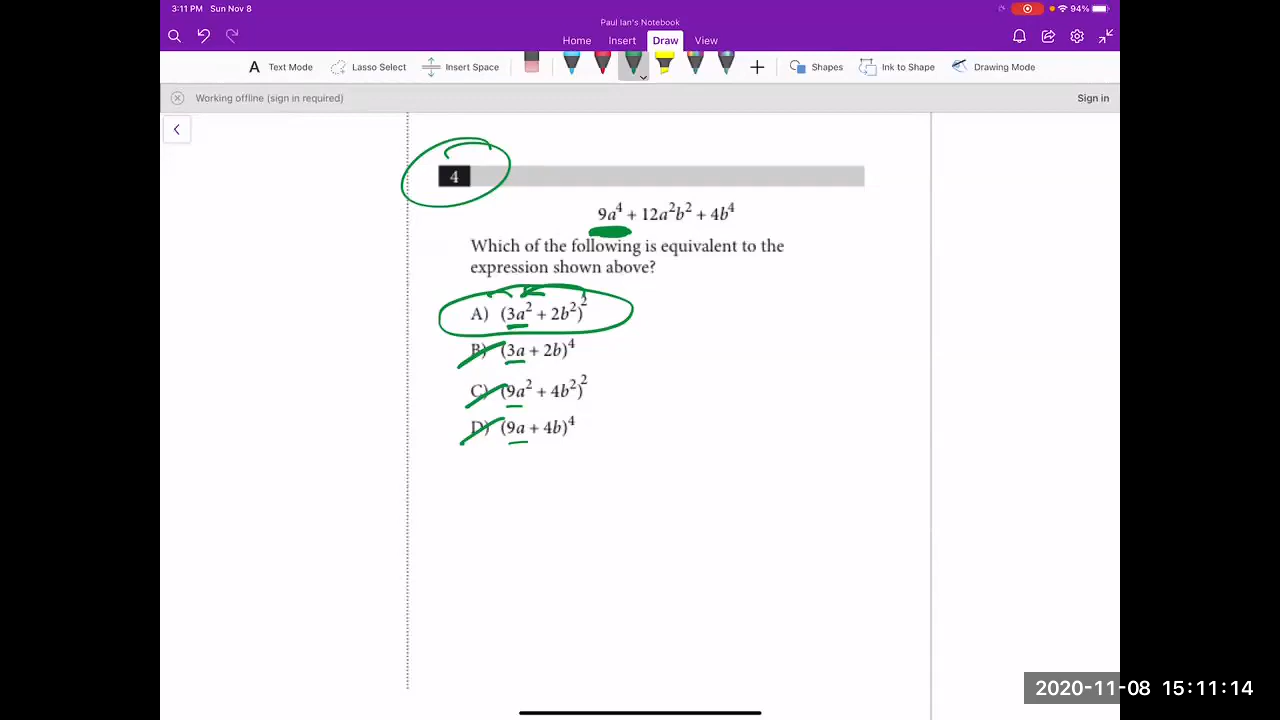 3:11 PM Sun Nov 8
94%
Paul Ian's Notebook
Home Insert Draw View
A Text Mode Lasso Select Insert Space Shapes Ink to Shape Drawing Mode
Working offline (sign in required) Sign in
4
9a⁴ + 12a²b² + 4b⁴
Which of the following is equivalent to the
expression shown above?
A) (3a² + 2b²)²
B) (3a + 2b)⁴
C) (9a² + 4b²)²
D) (9a + 4b)⁴
2020-11-08 15:11:14